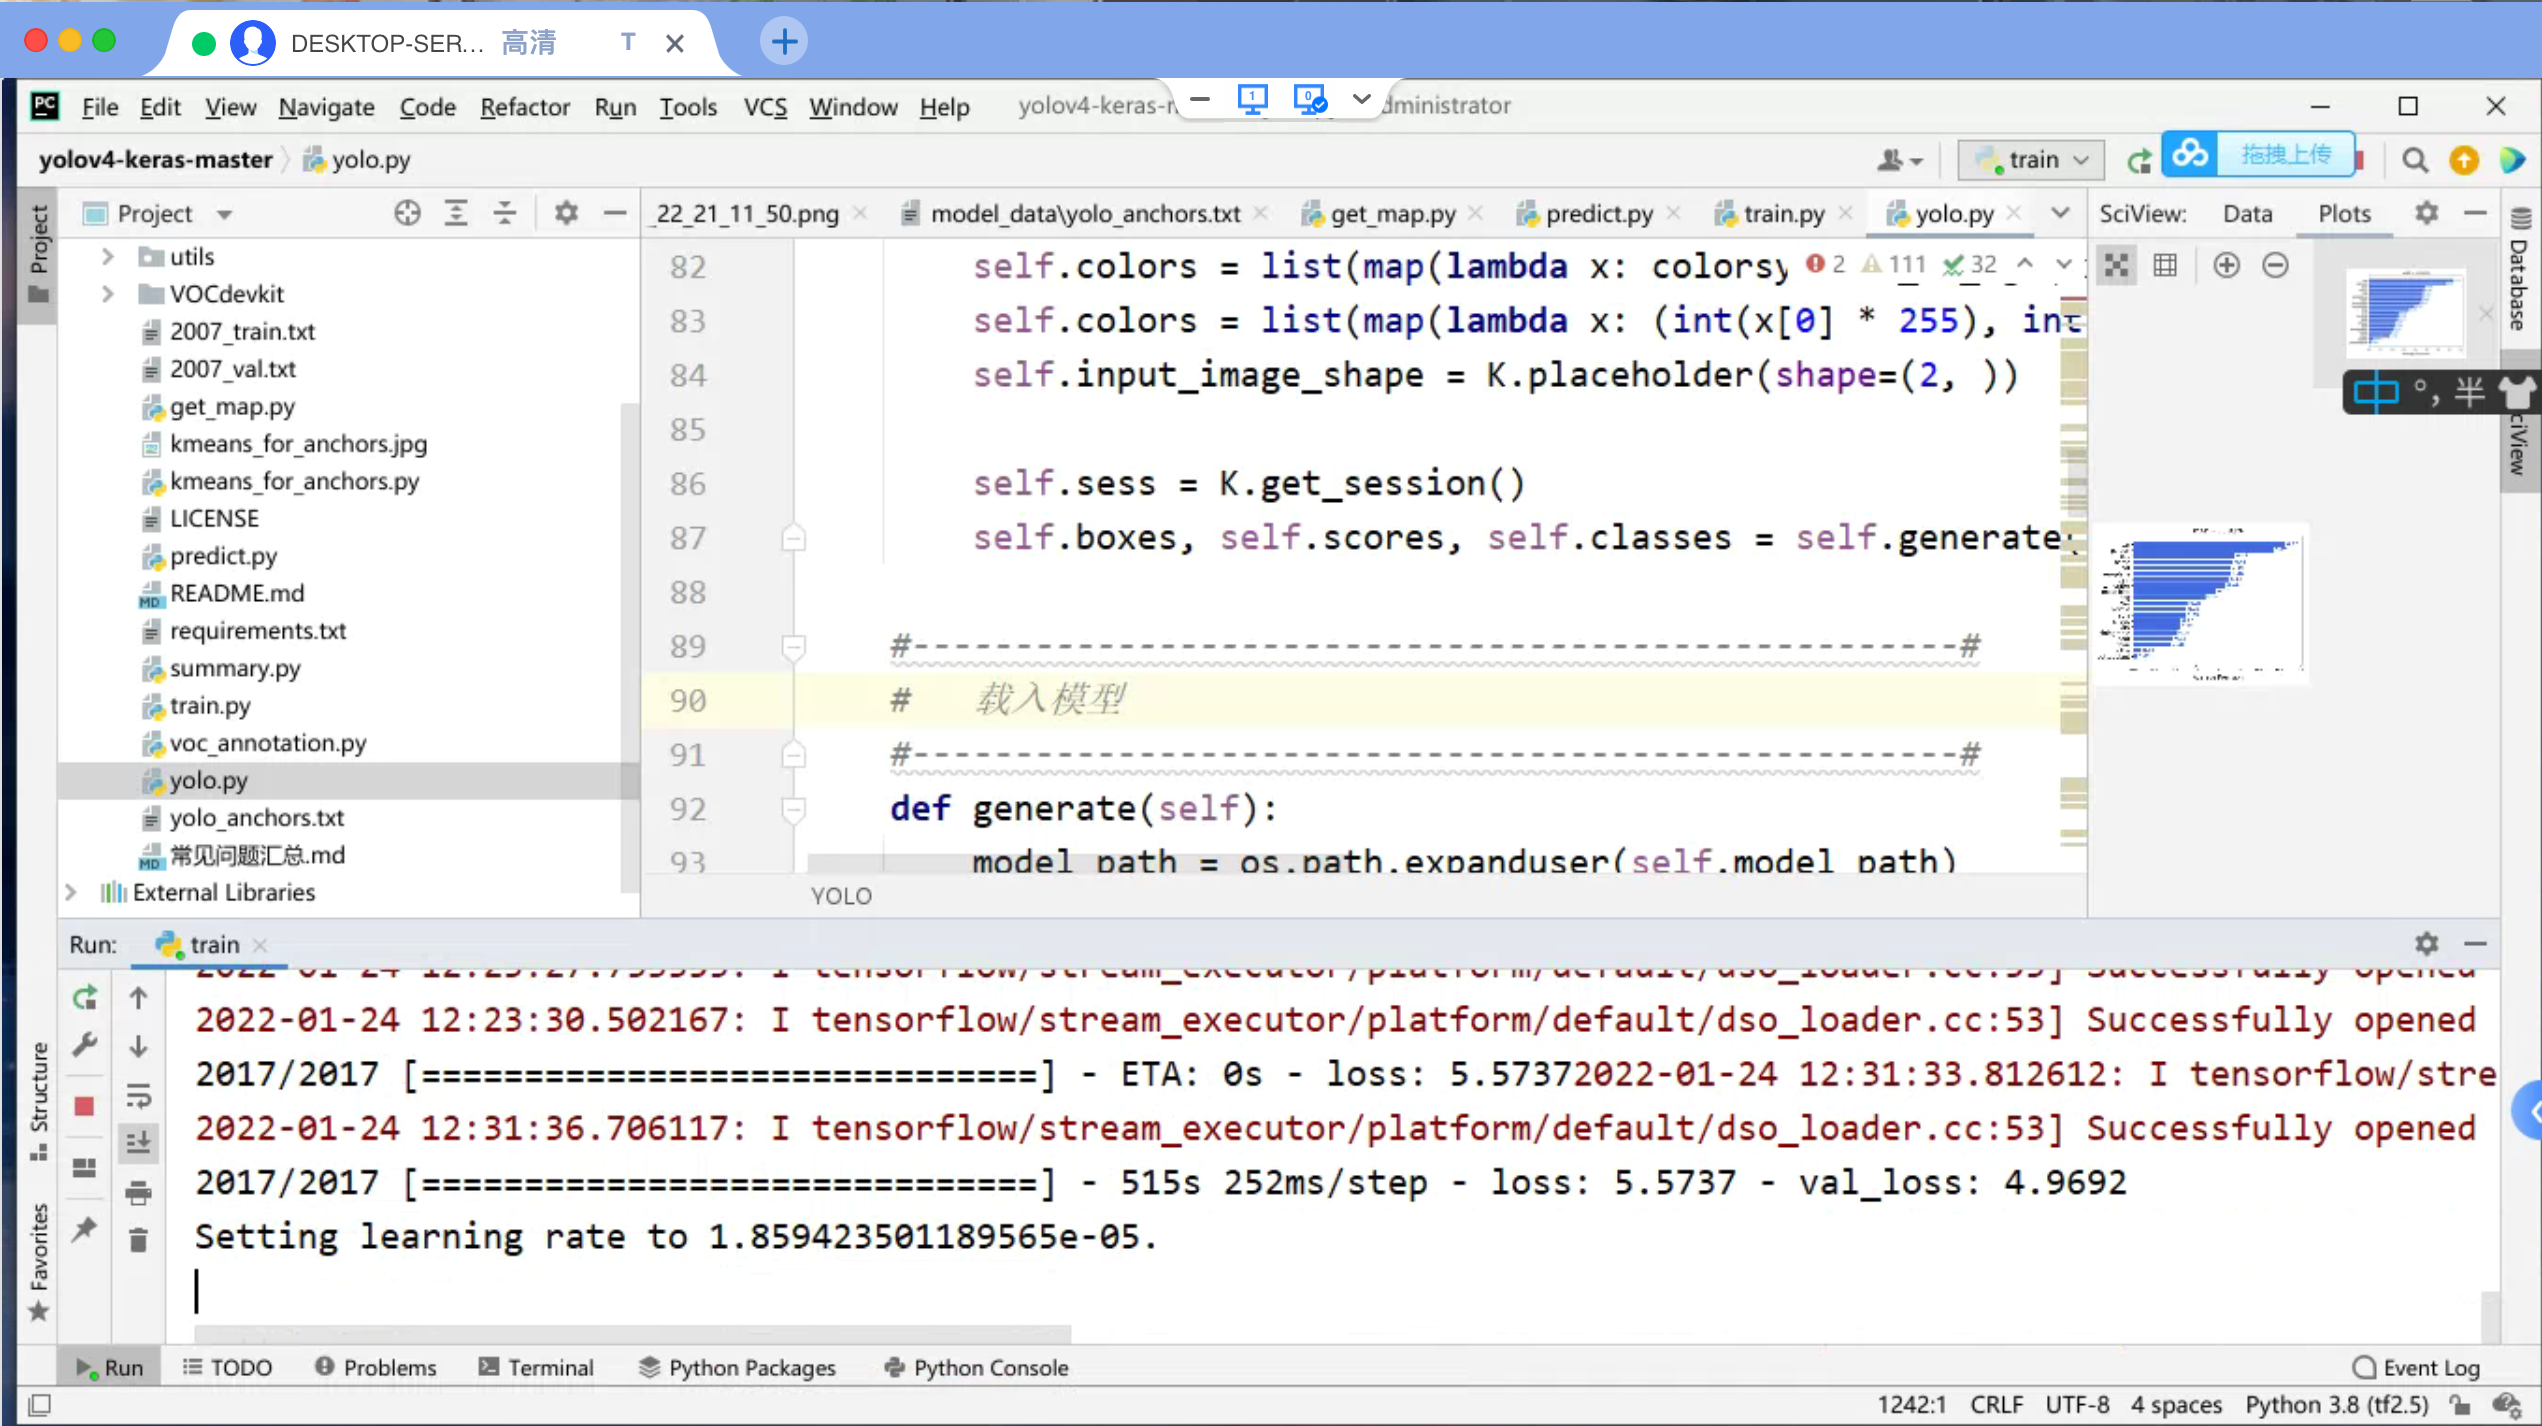 DESKTOP-SER... 高清 T
File Edit View Navigate Code Refactor Run Tools VCS Window Help yolov4-keras-r dministrator
yolov4-keras-master yolo.py train 拖拽上传
Project
_22_21_11_50.png model_data\yolo_anchors.txt get_map.py predict.py train.py yolo.py
SciView: Data Plots
Project
Database
SciView
utils
VOCdevkit
2007_train.txt
2007_val.txt
get_map.py
kmeans_for_anchors.jpg
kmeans_for_anchors.py
LICENSE
predict.py
README.md
requirements.txt
summary.py
train.py
voc_annotation.py
yolo.py
yolo_anchors.txt
常见问题汇总.md
External Libraries
2 111 32
82 self.colors = list(map(lambda x: colorsy
83 self.colors = list(map(lambda x: (int(x[0] * 255), int
84 self.input_image_shape = K.placeholder(shape=(2, ))
85
86 self.sess = K.get_session()
87 self.boxes, self.scores, self.classes = self.generate(
88
89 #---------------------------------------------------#
90 # 载入模型
91 #---------------------------------------------------#
92 def generate(self):
93 model_path = os.path.expanduser(self.model_path)
YOLO
中 °, 半
Run: train
2022-01-24 12:23:30.502167: I tensorflow/stream_executor/platform/default/dso_loader.cc:53] Successfully opened
2017/2017 [==============================] - ETA: 0s - loss: 5.57372022-01-24 12:31:33.812612: I tensorflow/stre
2022-01-24 12:31:36.706117: I tensorflow/stream_executor/platform/default/dso_loader.cc:53] Successfully opened
2017/2017 [==============================] - 515s 252ms/step - loss: 5.5737 - val_loss: 4.9692
Setting learning rate to 1.859423501189565e-05.
Structure
Favorites
Run TODO Problems Terminal Python Packages Python Console Event Log
1242:1 CRLF UTF-8 4 spaces Python 3.8 (tf2.5)